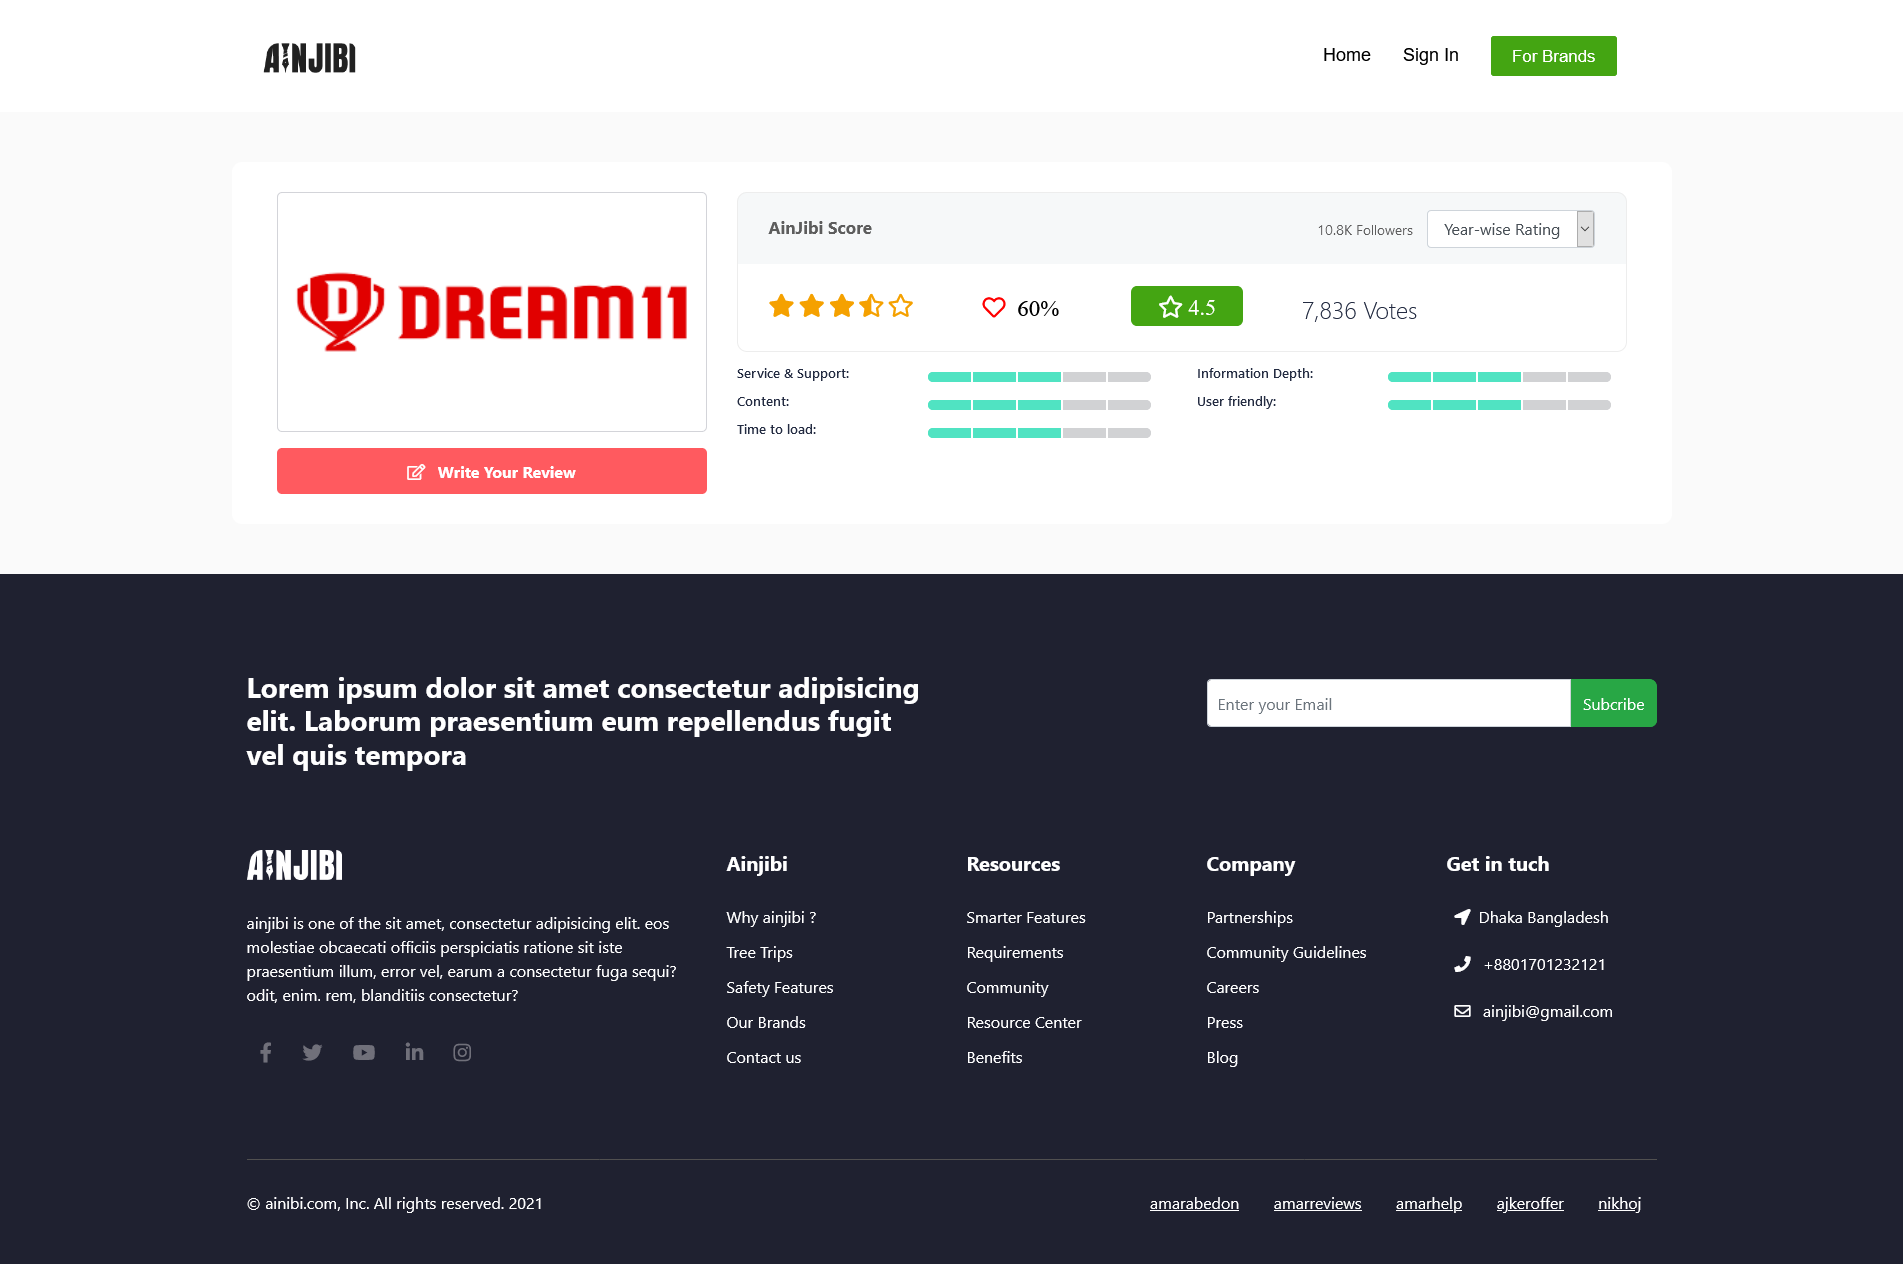 AINJIBI
Home Sign In For Brands
DREAM11
Write Your Review
AinJibi Score
10.8K Followers Year-wise Rating
60% 4.5 7,836 Votes
Service & Support:
Content:
Time to load:
Information Depth:
User friendly:
Lorem ipsum dolor sit amet consectetur adipisicing
elit. Laborum praesentium eum repellendus fugit
vel quis tempora
Enter your Email Subcribe
AINJIBI
ainjibi is one of the sit amet, consectetur adipisicing elit. eos
molestiae obcaecati officiis perspiciatis ratione sit iste
praesentium illum, error vel, earum a consectetur fuga sequi?
odit, enim. rem, blanditiis consectetur?
Ainjibi
Why ainjibi ?
Tree Trips
Safety Features
Our Brands
Contact us
Resources
Smarter Features
Requirements
Community
Resource Center
Benefits
Company
Partnerships
Community Guidelines
Careers
Press
Blog
Get in tuch
Dhaka Bangladesh
+8801701232121
ainjibi@gmail.com
© ainibi.com, Inc. All rights reserved. 2021
amarabedon amarreviews amarhelp ajkeroffer nikhoj